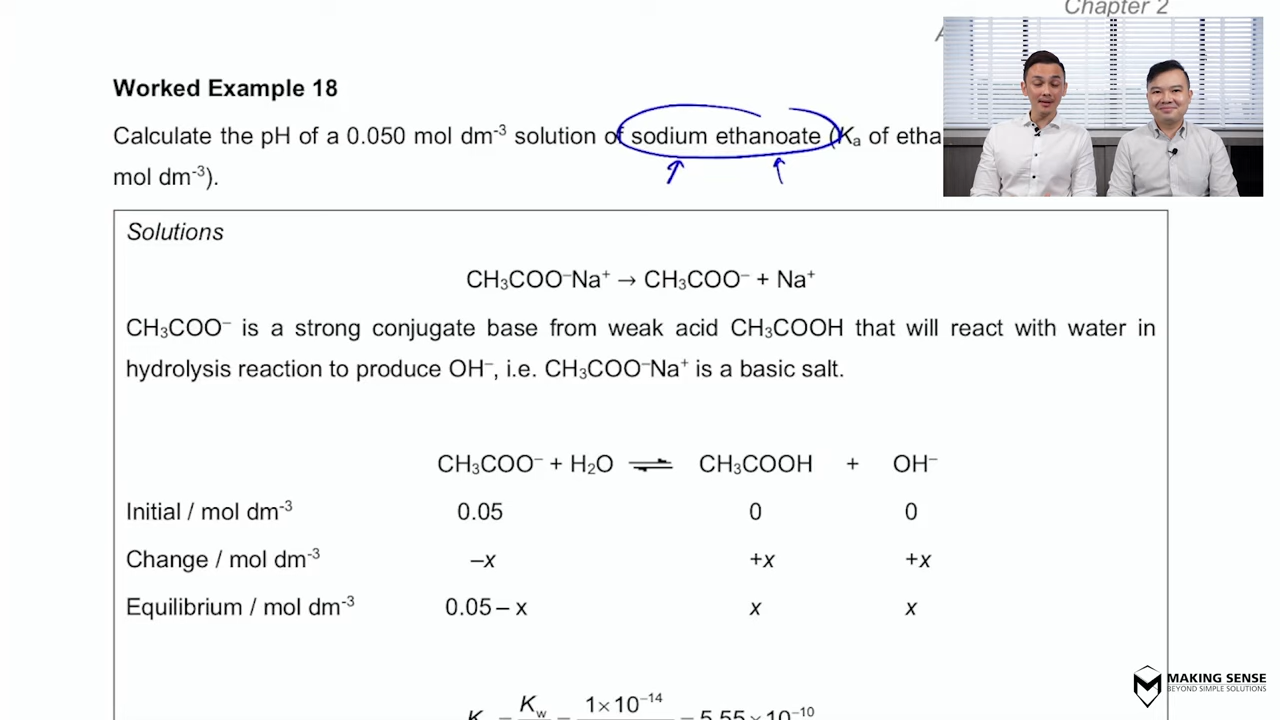 Chapter 2
A
Worked Example 18
Calculate the pH of a 0.050 mol dm⁻³ solution of sodium ethanoate (Kₐ of etha
mol dm⁻³).
Solutions
CH₃COO⁻Na⁺ → CH₃COO⁻ + Na⁺
CH₃COO⁻ is a strong conjugate base from weak acid CH₃COOH that will react with water in
hydrolysis reaction to produce OH⁻, i.e. CH₃COO⁻Na⁺ is a basic salt.
CH₃COO⁻ + H₂O ⇌ CH₃COOH + OH⁻
Initial / mol dm⁻³ 0.05 0 0
Change / mol dm⁻³ –x +x +x
Equilibrium / mol dm⁻³ 0.05 – x x x
K = Kw = 1×10⁻¹⁴ = 5.55×10⁻¹⁰
MAKING SENSE
BEYOND SIMPLE SOLUTIONS